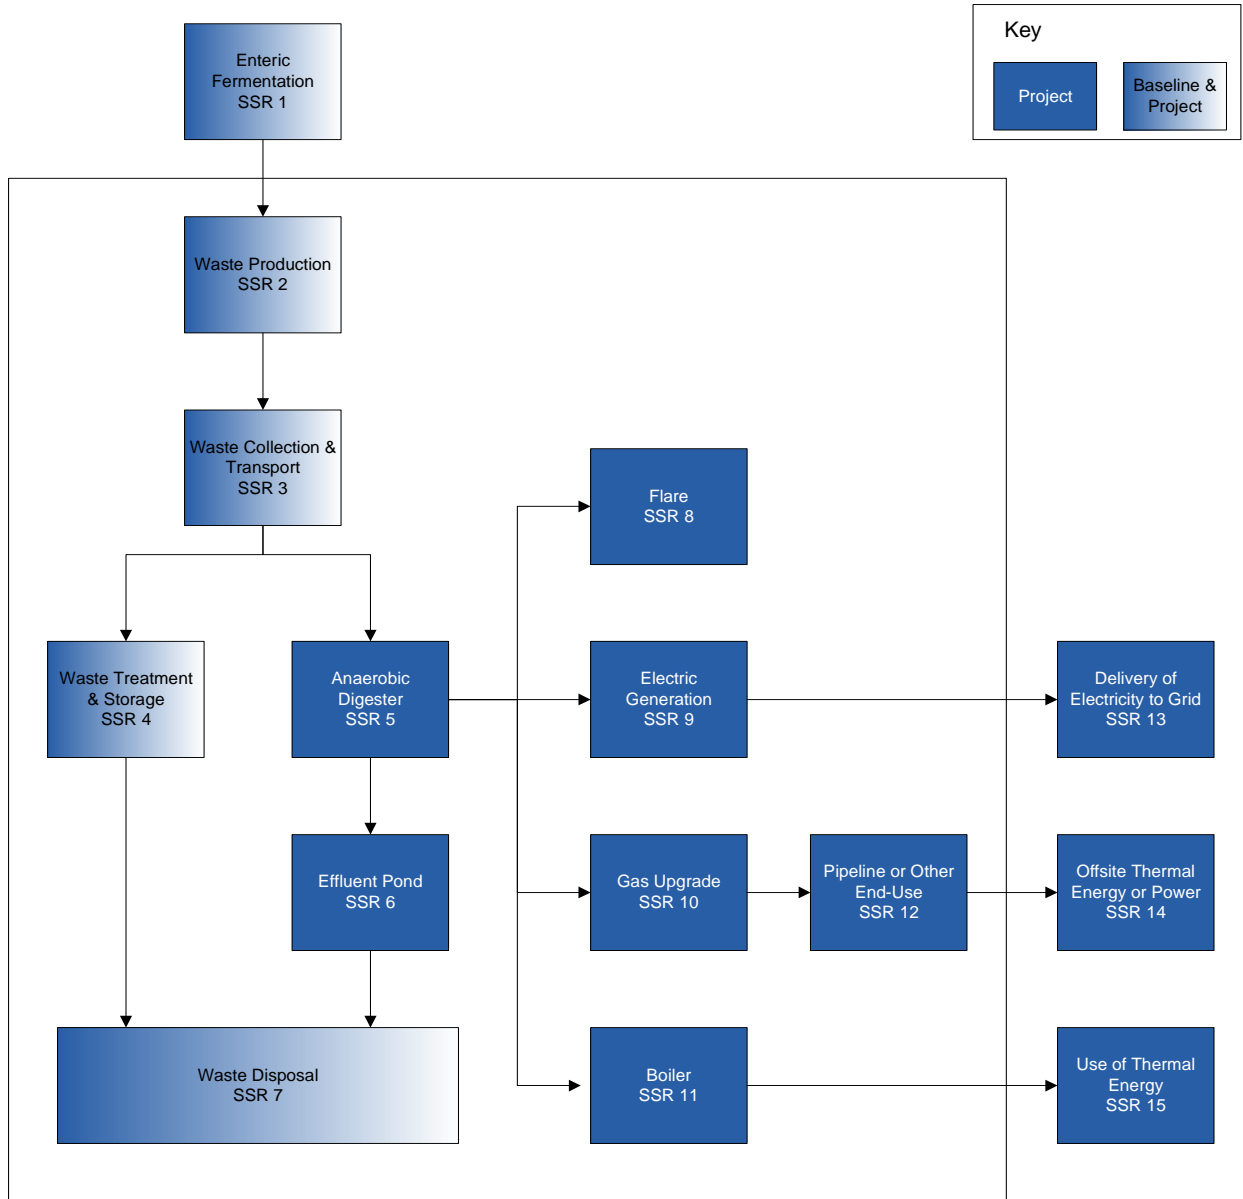 Key
Project
Baseline &
Project
Enteric
Fermentation
SSR 1
Waste Production
SSR 2
Waste Collection &
Transport
SSR 3
Flare
SSR 8
Waste Treatment
& Storage
SSR 4
Anaerobic
Digester
SSR 5
Electric
Generation
SSR 9
Delivery of
Electricity to Grid
SSR 13
Effluent Pond
SSR 6
Gas Upgrade
SSR 10
Pipeline or Other
End-Use
SSR 12
Offsite Thermal
Energy or Power
SSR 14
Waste Disposal
SSR 7
Boiler
SSR 11
Use of Thermal
Energy
SSR 15